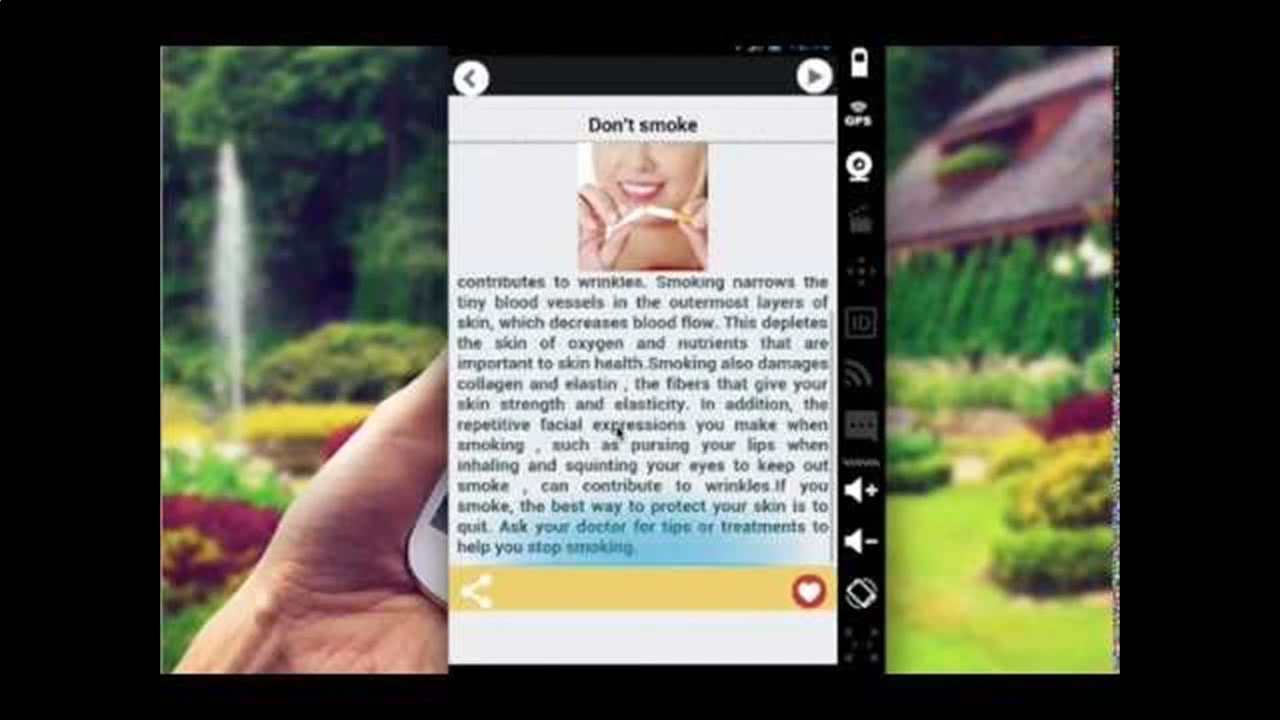 GPS
Don't smoke
contributes to wrinkles. Smoking narrows the
tiny blood vessels in the outermost layers of
skin, which decreases blood flow. This depletes
the skin of oxygen and nutrients that are
important to skin health.Smoking also damages
collagen and elastin , the fibers that give your
skin strength and elasticity. In addition, the
repetitive facial expressions you make when
smoking , such as pursing your lips when
inhaling and squinting your eyes to keep out
smoke , can contribute to wrinkles.If you
smoke, the best way to protect your skin is to
quit. Ask your doctor for tips or treatments to
help you stop smoking.
ID